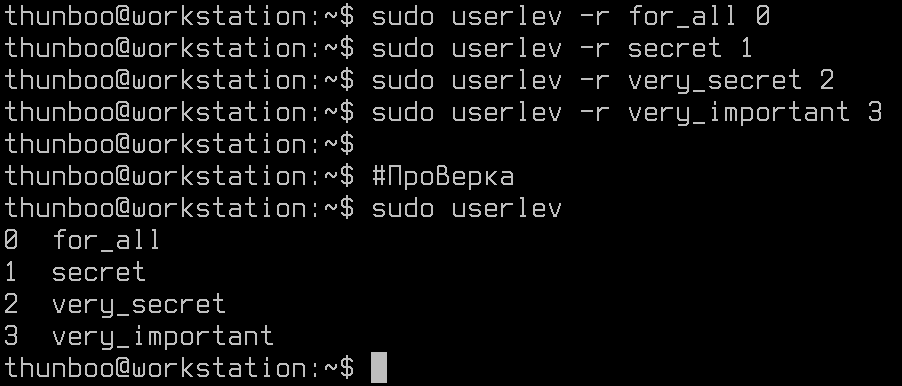 thunboo@workstation:~$ sudo userlev -r for_all 0
thunboo@workstation:~$ sudo userlev -r secret 1
thunboo@workstation:~$ sudo userlev -r very_secret 2
thunboo@workstation:~$ sudo userlev -r very_important 3
thunboo@workstation:~$
thunboo@workstation:~$ #Проверка
thunboo@workstation:~$ sudo userlev
0  for_all
1  secret
2  very_secret
3  very_important
thunboo@workstation:~$